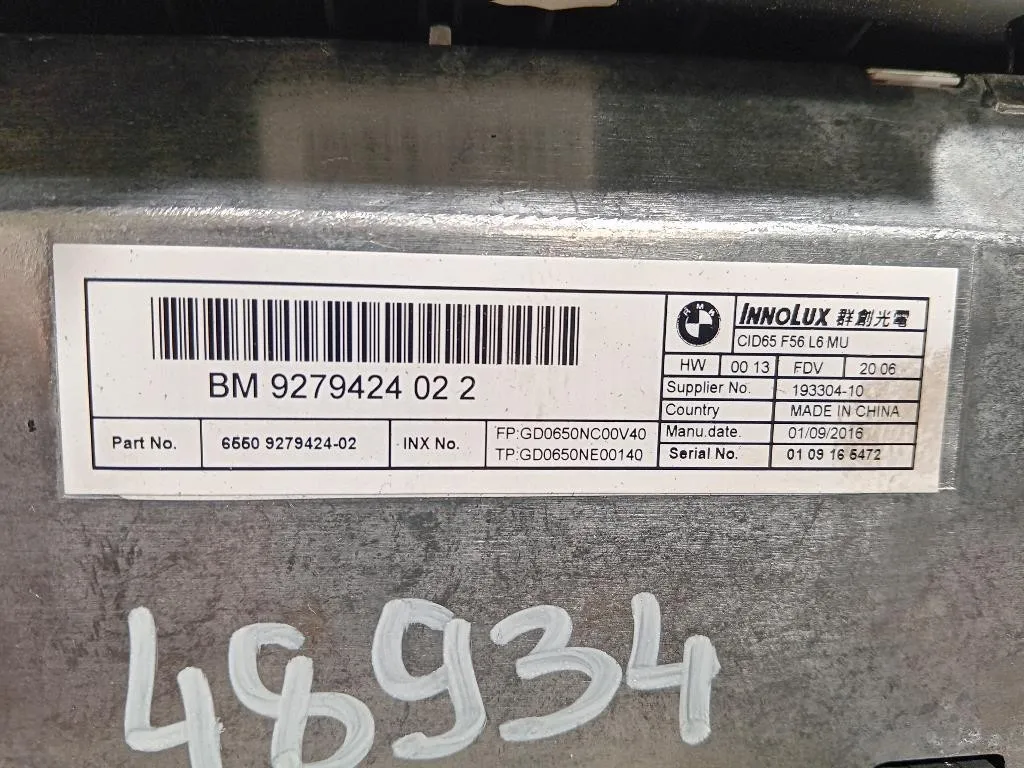 BM 9279424 02 2
BMW
INNOLUX 群創光電
CID65 F56 L6 MU
HW 00 13 FDV 20 06
Supplier No. 193304-10
Country MADE IN CHINA
Manu.date. 01/09/2016
Serial No. 01 09 16 5472
Part No. 6550 9279424-02 INX No. FP:GD0650NC00V40
TP:GD0650NE00140
48934